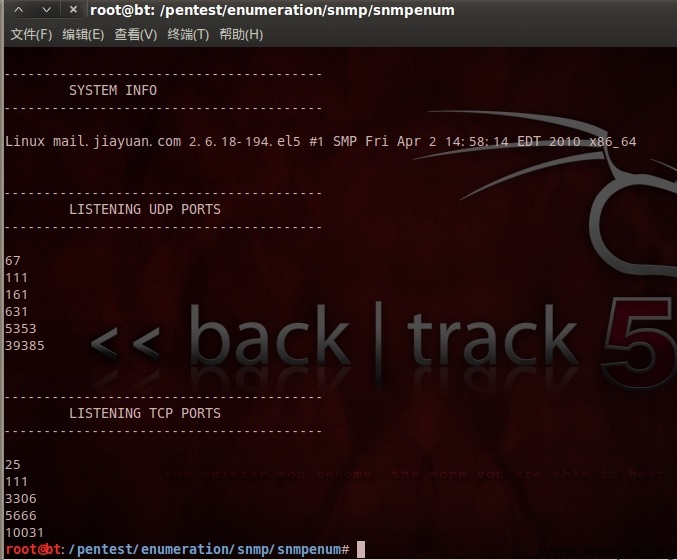 root@bt: /pentest/enumeration/snmp/snmpenum
文件(F) 编辑(E) 查看(V) 终端(T) 帮助(H)
----------------------------------------
SYSTEM INFO
----------------------------------------
Linux mail.jiayuan.com 2.6.18-194.el5 #1 SMP Fri Apr 2 14:58:14 EDT 2010 x86_64
----------------------------------------
LISTENING UDP PORTS
----------------------------------------
67
111
161
631
5353
39385
<< back | track 5
----------------------------------------
LISTENING TCP PORTS
----------------------------------------
25
the quieter you become, the more you are able to hear
111
3306
5666
10031
root@bt:/pentest/enumeration/snmp/snmpenum#